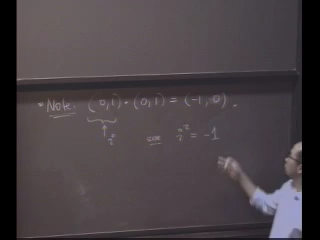 * Note: (0,1) • (0,1) = (-1, 0).
i
i² = -1